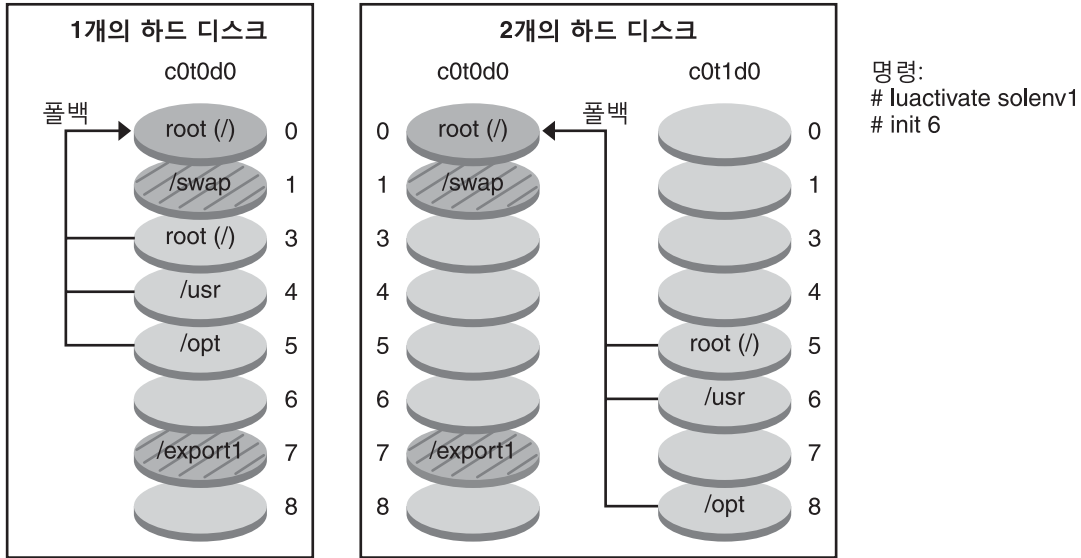 1개의 하드 디스크
c0t0d0
폴백
root (/) 0
/swap 1
root (/) 3
/usr 4
/opt 5
6
/export1 7
8
2개의 하드 디스크
c0t0d0 c0t1d0
폴백
0 root (/) 0
1 /swap 1
3 3
4 4
5 root (/) 5
6 /usr 6
7 /export1 7
8 /opt 8
명령:
# luactivate solenv1
# init 6